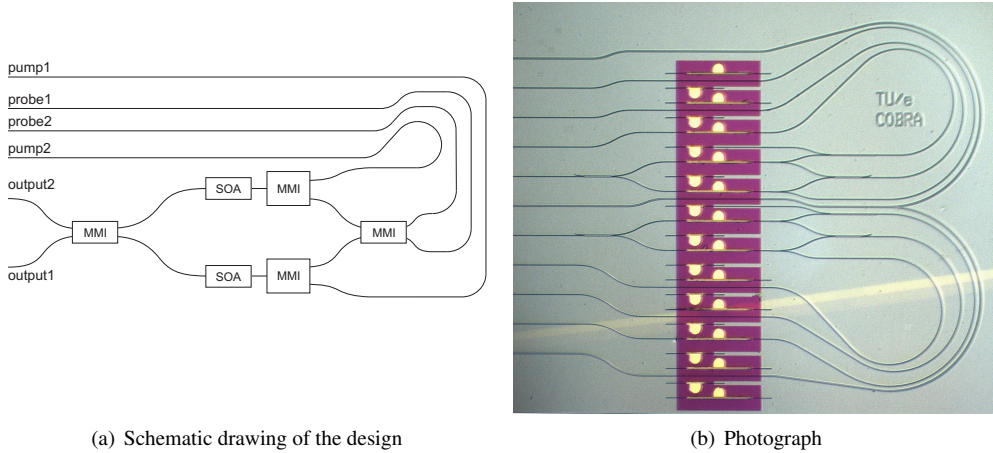 pump1
probe1
probe2
pump2
output2
output1
MMI
SOA
MMI
SOA
MMI
MMI
TU/e
COBRA
(a) Schematic drawing of the design
(b) Photograph